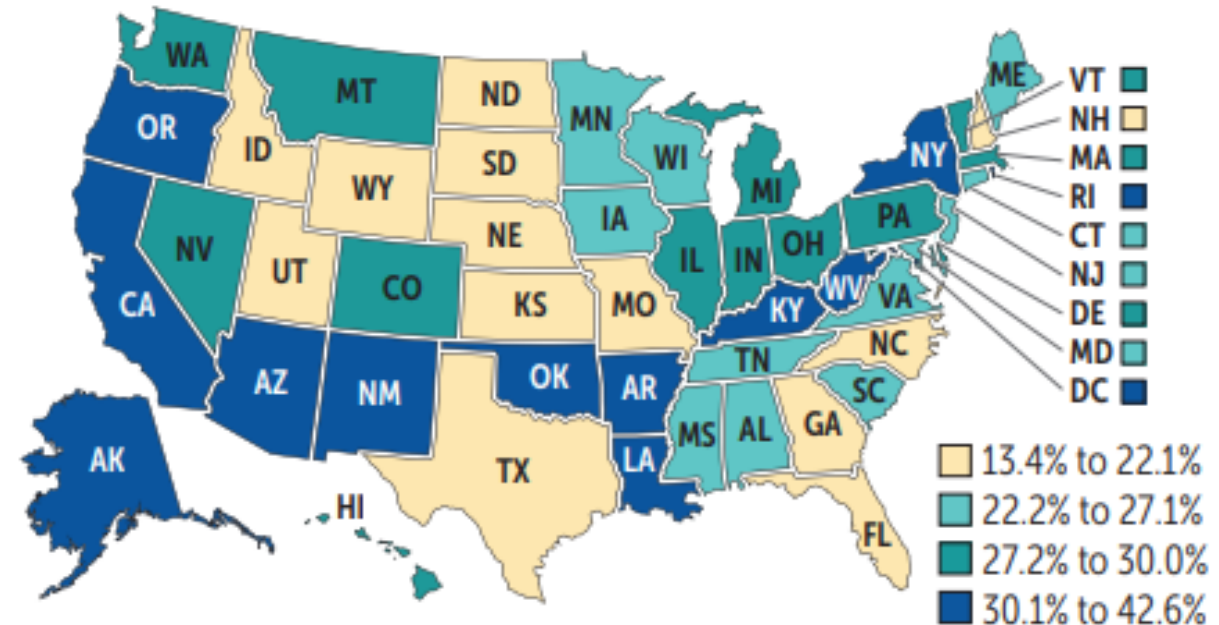 WA
MT
ND
MN
ME
VT
OR
ID
SD
WI
NY
NH
WY
MI
MA
NV
NE
IA
PA
RI
UT
CO
IL
IN
OH
CT
CA
KS
MO
KY
WV
VA
NJ
AZ
NM
OK
AR
TN
NC
DE
MS
AL
GA
SC
MD
AK
TX
LA
DC
HI
FL
13.4% to 22.1%
22.2% to 27.1%
27.2% to 30.0%
30.1% to 42.6%